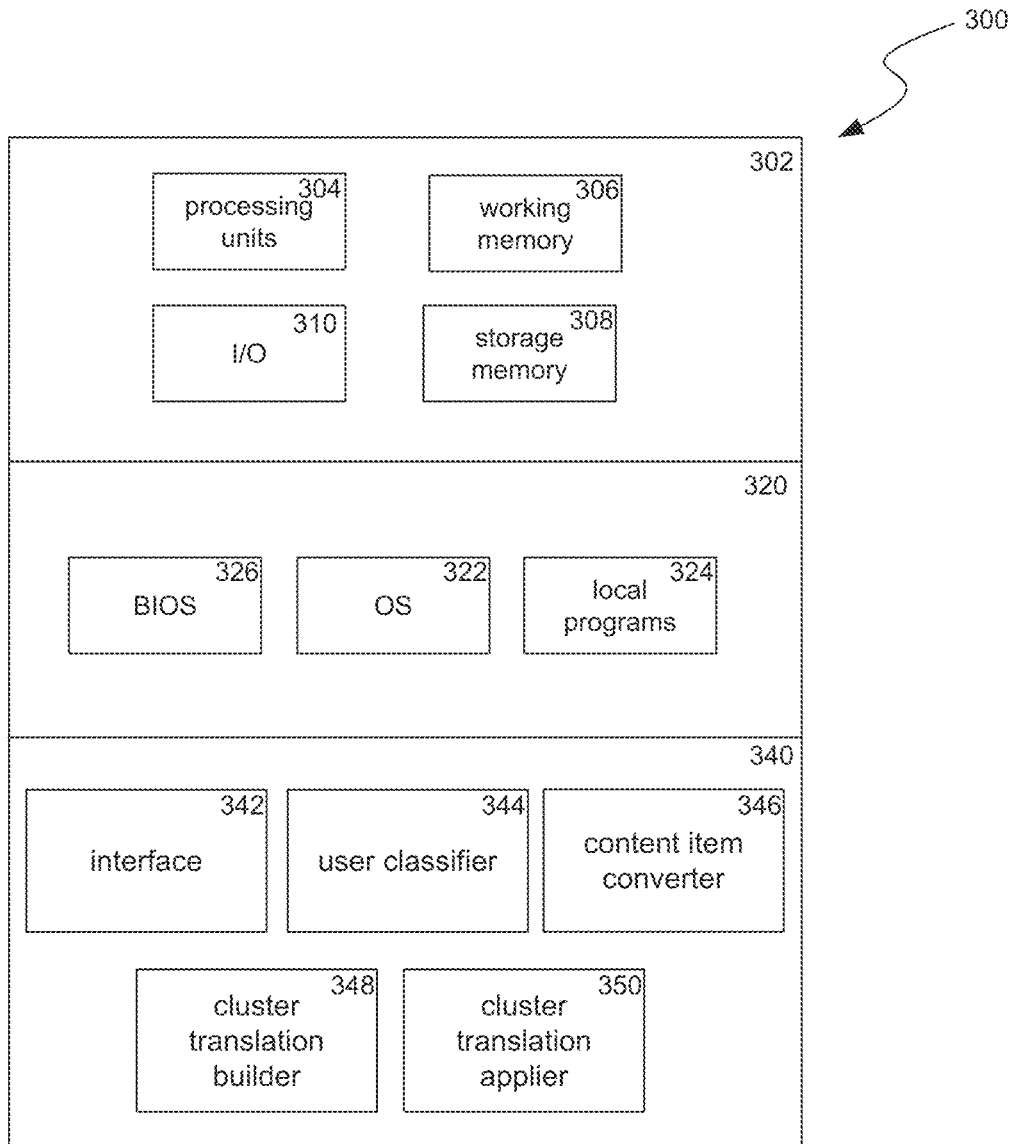 300
302
304
processing
units
306
working
memory
310
I/O
308
storage
memory
320
326
BIOS
322
OS
324
local
programs
340
342
interface
344
user classifier
346
content item
converter
348
cluster
translation
builder
350
cluster
translation
applier